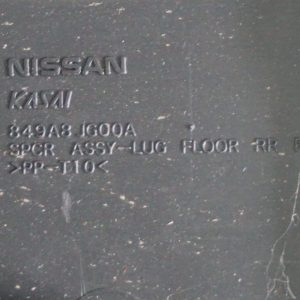 NISSAN
KASAI
849A8 JG00A
SPCR ASSY-LUG FLOOR RR
>PP-T10<